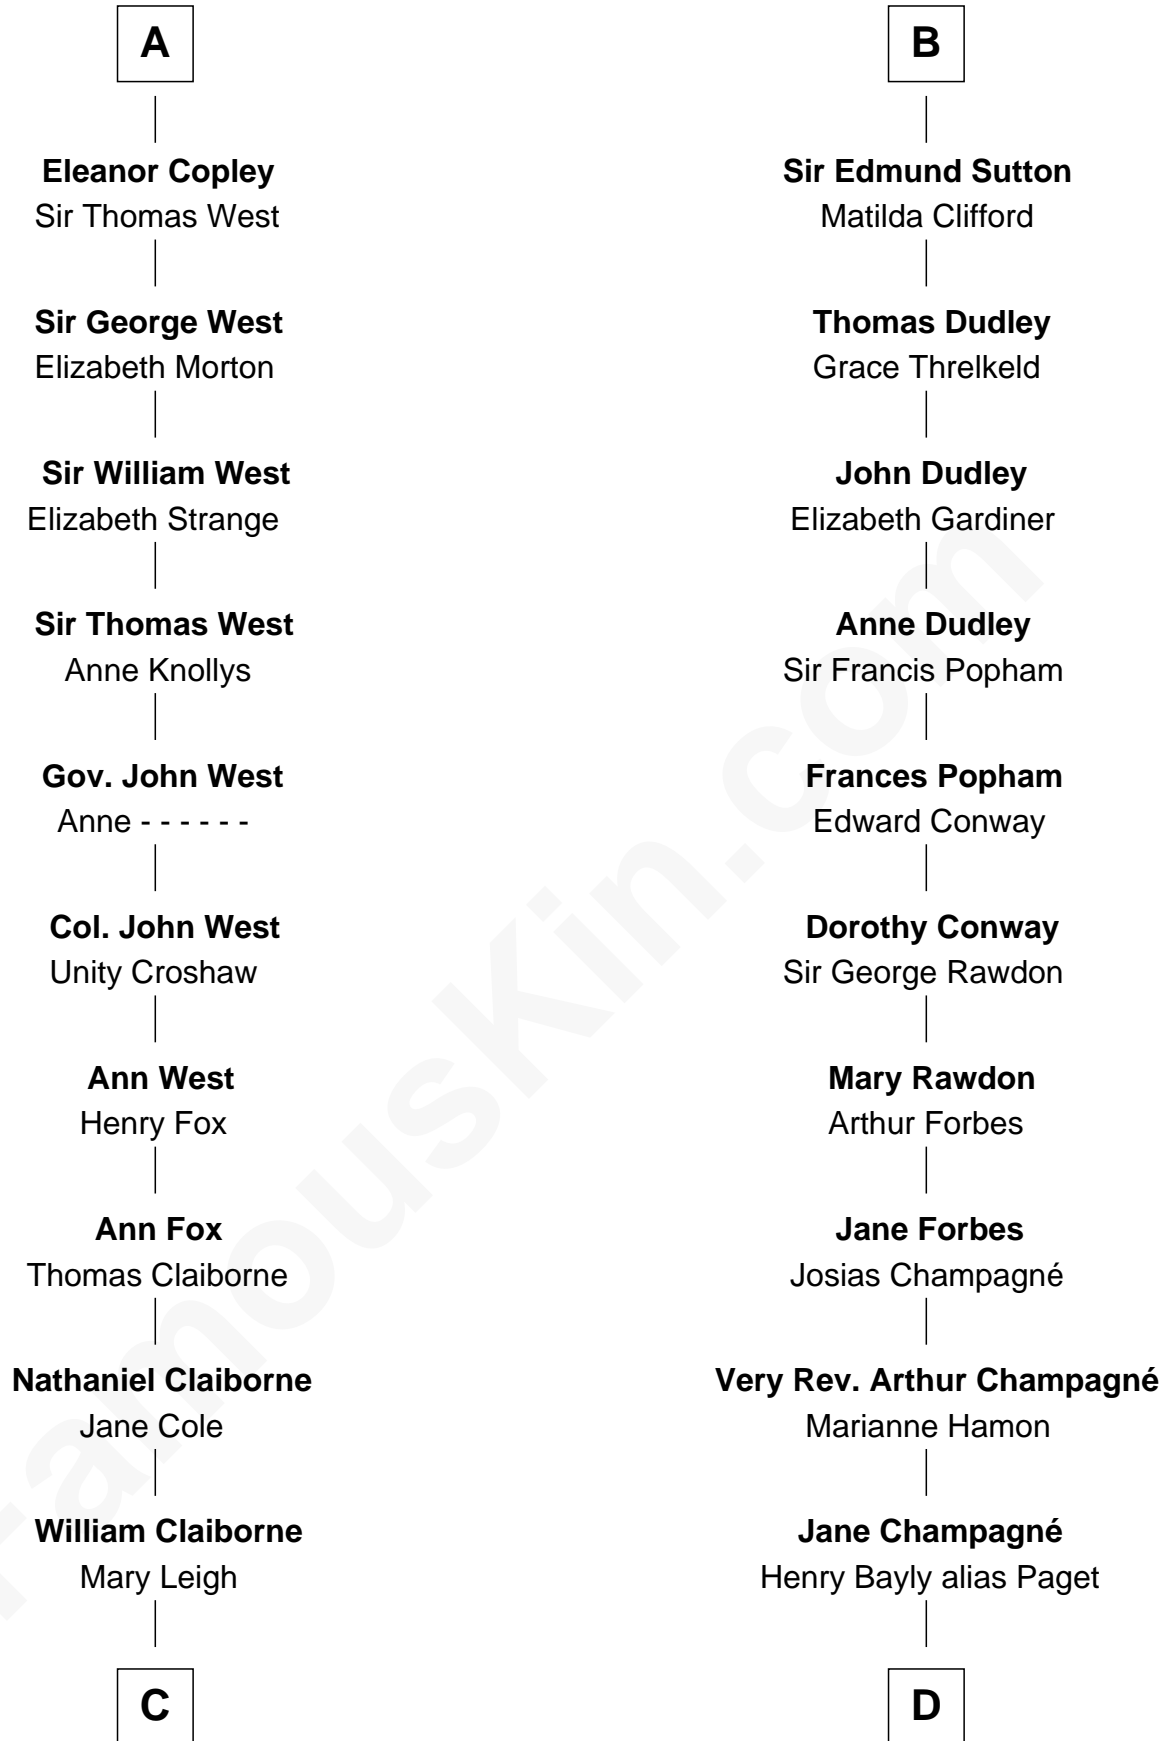 A
Eleanor Copley
Sir Thomas West
Sir George West
Elizabeth Morton
Sir William West
Elizabeth Strange
Sir Thomas West
Anne Knollys
Gov. John West
Anne - - - - - -
Col. John West
Unity Croshaw
Ann West
Henry Fox
Ann Fox
Thomas Claiborne
Nathaniel Claiborne
Jane Cole
William Claiborne
Mary Leigh
C
B
Sir Edmund Sutton
Matilda Clifford
Thomas Dudley
Grace Threlkeld
John Dudley
Elizabeth Gardiner
Anne Dudley
Sir Francis Popham
Frances Popham
Edward Conway
Dorothy Conway
Sir George Rawdon
Mary Rawdon
Arthur Forbes
Jane Forbes
Josias Champagné
Very Rev. Arthur Champagné
Marianne Hamon
Jane Champagné
Henry Bayly alias Paget
D
FamousKin.com